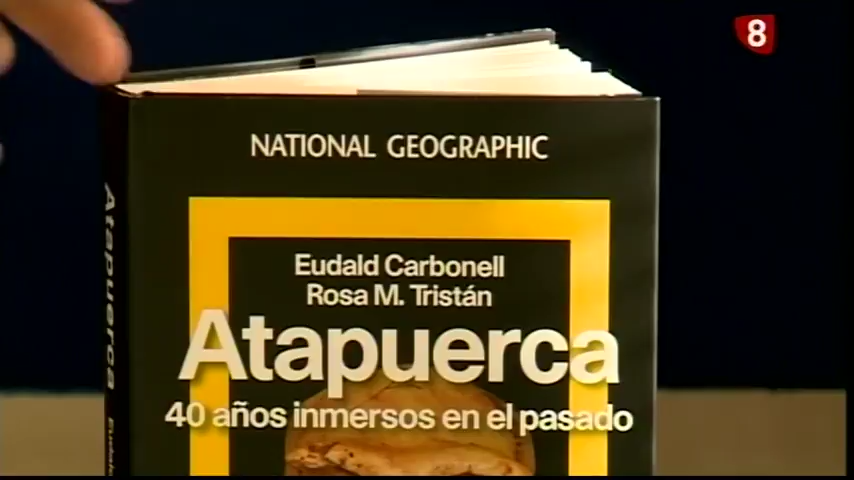 8
NATIONAL GEOGRAPHIC
Eudald Carbonell
Rosa M. Tristán
Atapuerca
40 años inmersos en el pasado
Atapuerca